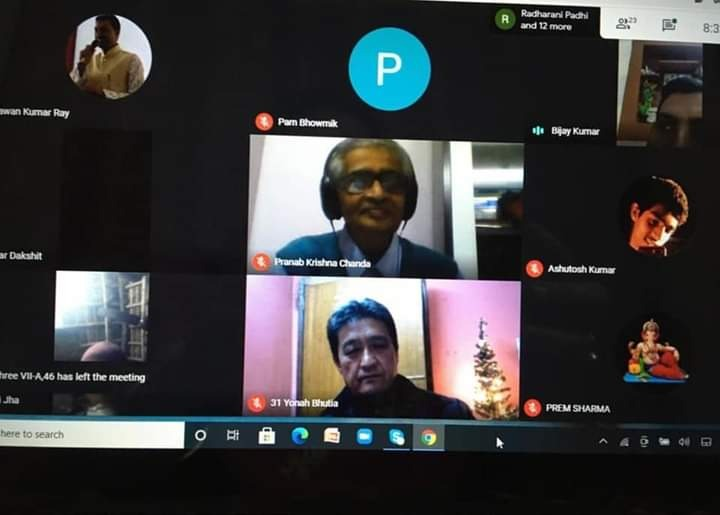 R
Radharani Padhi
and 12 more
23
8:3
awan Kumar Ray
P
Pam Bhowmik
Bijay Kumar
ar Dakshit
Pranab Krishna Chanda
Ashutosh Kumar
hree VII-A,46 has left the meeting
Jha
31 Yonah Bhutia
PREM SHARMA
here to search